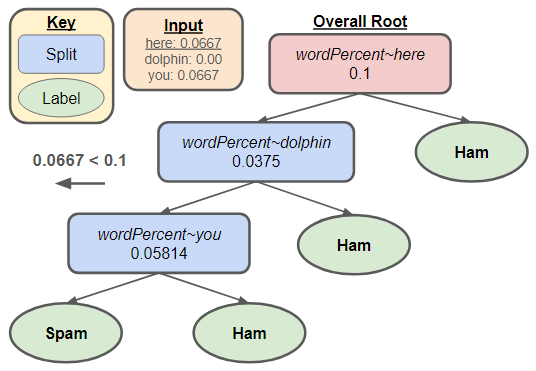 Key
Split
Label
Input
here: 0.0667
dolphin: 0.00
you: 0.0667
Overall Root
wordPercent~here
0.1
0.0667 < 0.1
wordPercent~dolphin
0.0375
Ham
wordPercent~you
0.05814
Ham
Spam
Ham